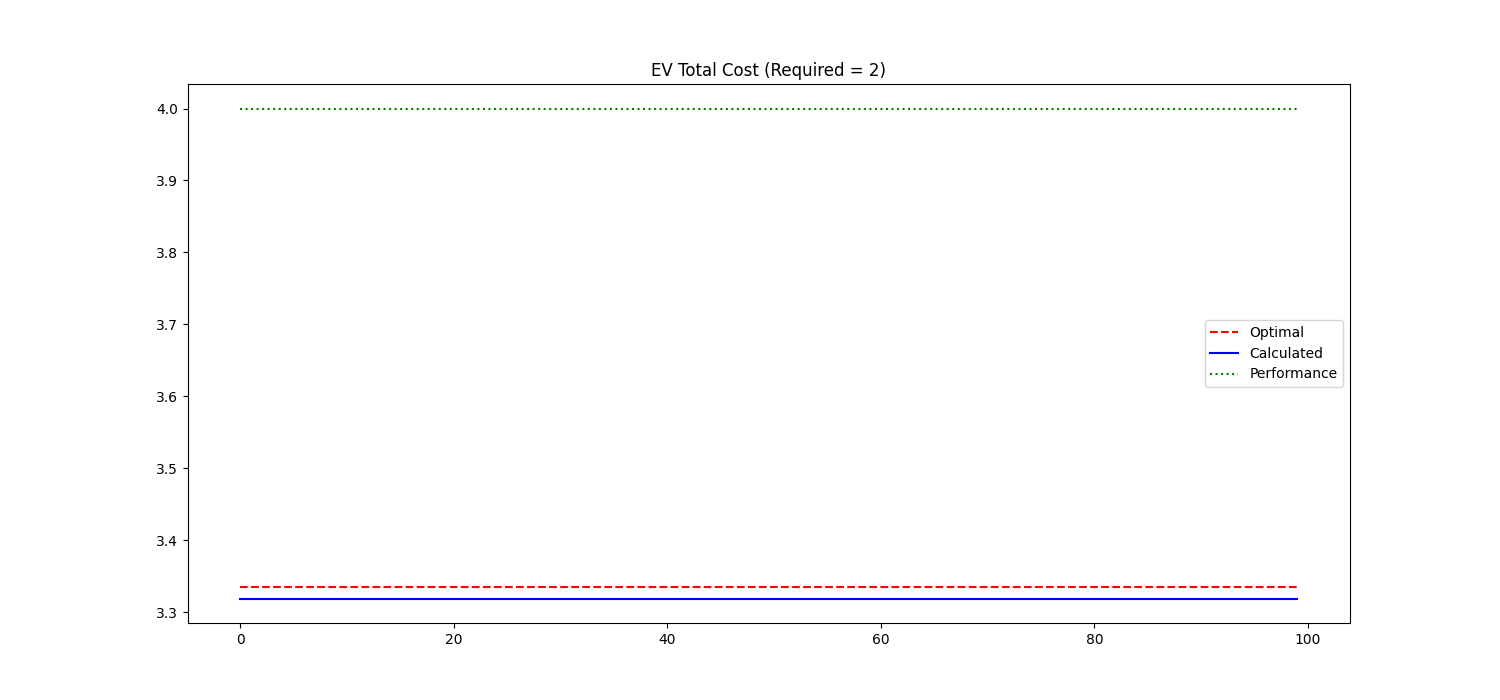 EV Total Cost (Required = 2)
4.0
3.9
3.8
3.7
3.6
3.5
3.4
3.3
0 20 40 60 80 100
Optimal
Calculated
Performance